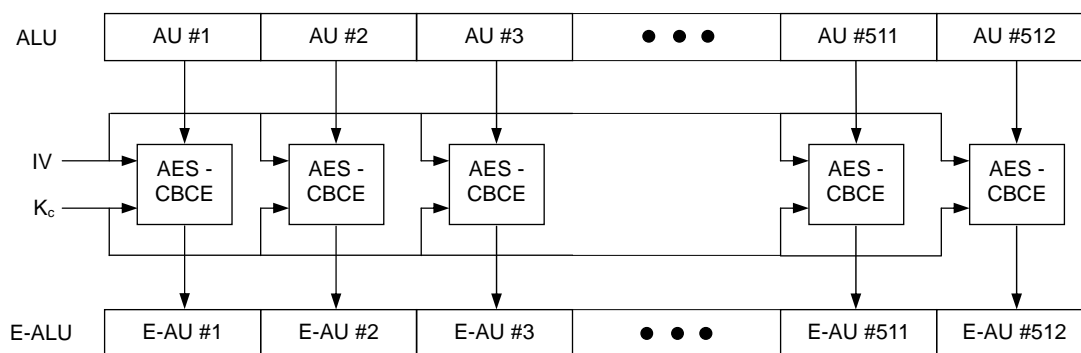 ALU AU #1 AU #2 AU #3 ● ● ● AU #511 AU #512
IV
K_c
AES -
CBCE
AES -
CBCE
AES -
CBCE
AES -
CBCE
AES -
CBCE
E-ALU E-AU #1 E-AU #2 E-AU #3 ● ● ● E-AU #511 E-AU #512